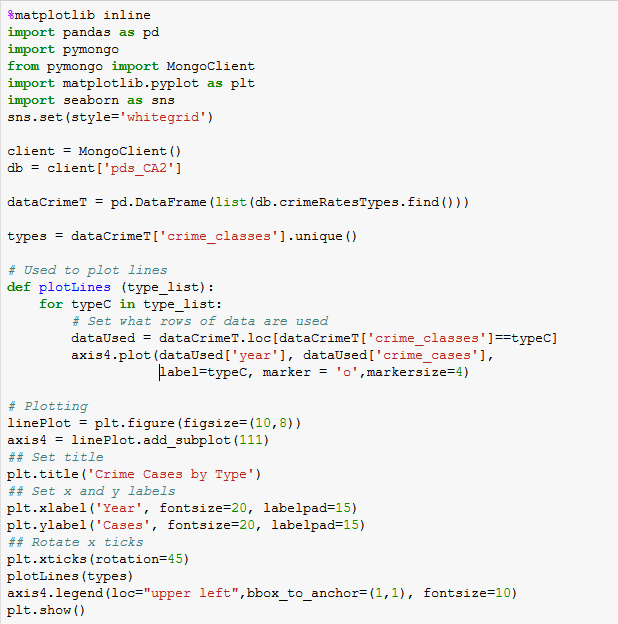 %matplotlib inline
import pandas as pd
import pymongo
from pymongo import MongoClient
import matplotlib.pyplot as plt
import seaborn as sns
sns.set(style='whitegrid')

client = MongoClient()
db = client['pds_CA2']

dataCrimeT = pd.DataFrame(list(db.crimeRatesTypes.find()))

types = dataCrimeT['crime_classes'].unique()

# Used to plot lines
def plotLines (type_list):
    for typeC in type_list:
        # Set what rows of data are used
        dataUsed = dataCrimeT.loc[dataCrimeT['crime_classes']==typeC]
        axis4.plot(dataUsed['year'], dataUsed['crime_cases'],
                   label=typeC, marker = 'o',markersize=4)

# Plotting
linePlot = plt.figure(figsize=(10,8))
axis4 = linePlot.add_subplot(111)
## Set title
plt.title('Crime Cases by Type')
## Set x and y labels
plt.xlabel('Year', fontsize=20, labelpad=15)
plt.ylabel('Cases', fontsize=20, labelpad=15)
## Rotate x ticks
plt.xticks(rotation=45)
plotLines(types)
axis4.legend(loc="upper left",bbox_to_anchor=(1,1), fontsize=10)
plt.show()